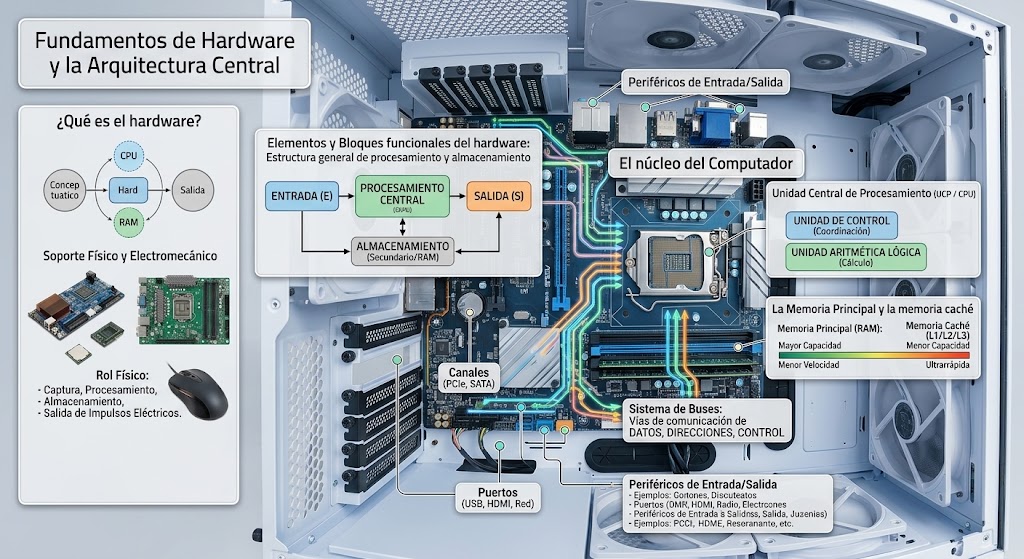 Fundamentos de Hardware
y la Arquitectura Central
¿Qué es el hardware?
CPU
Concep
tuatico
Hard
Salida
RAM
Soporte Físico y Electromecánico
Rol Físico:
- Captura, Procesamiento,
- Almacenamiento,
- Salida de Impulsos Eléctricos.
Elementos y Bloques funcionales del hardware:
Estructura general de procesamiento y almacenamiento
ENTRADA (E)
PROCESAMIENTO
CENTRAL
SALIDA (S)
ALMACENAMIENTO
(Secundario/RAM)
Periféricos de Entrada/Salida
El núcleo del Computador
Unidad Central de Procesamiento (UCP / CPU)
UNIDAD DE CONTROL
(Coordinación)
UNIDAD ARITMÉTICA LÓGICA
(Cálculo)
La Memoria Principal y la memoria caché
Memoria Principal (RAM):
Mayor Capacidad
Menor Velocidad
Memoria Caché
(L1/L2/L3)
Menor Capacidad
Ultrarrápida
Canales
(PCIe, SATA)
Sistema de Buses:
Vías de comunicación de
DATOS, DIRECCIONES, CONTROL
Puertos
(USB, HDMI, Red)
Periféricos de Entrada/Salida
- Ejemplos: Gortones, Discuteatos
- Puertos (DMR, HDMI, Radio, Electrcnes
- Periféricos de Entrada & Salidnss, Salida, Juzenias)
- Ejemplos: PCCI, HDME, Reseranante, etc.